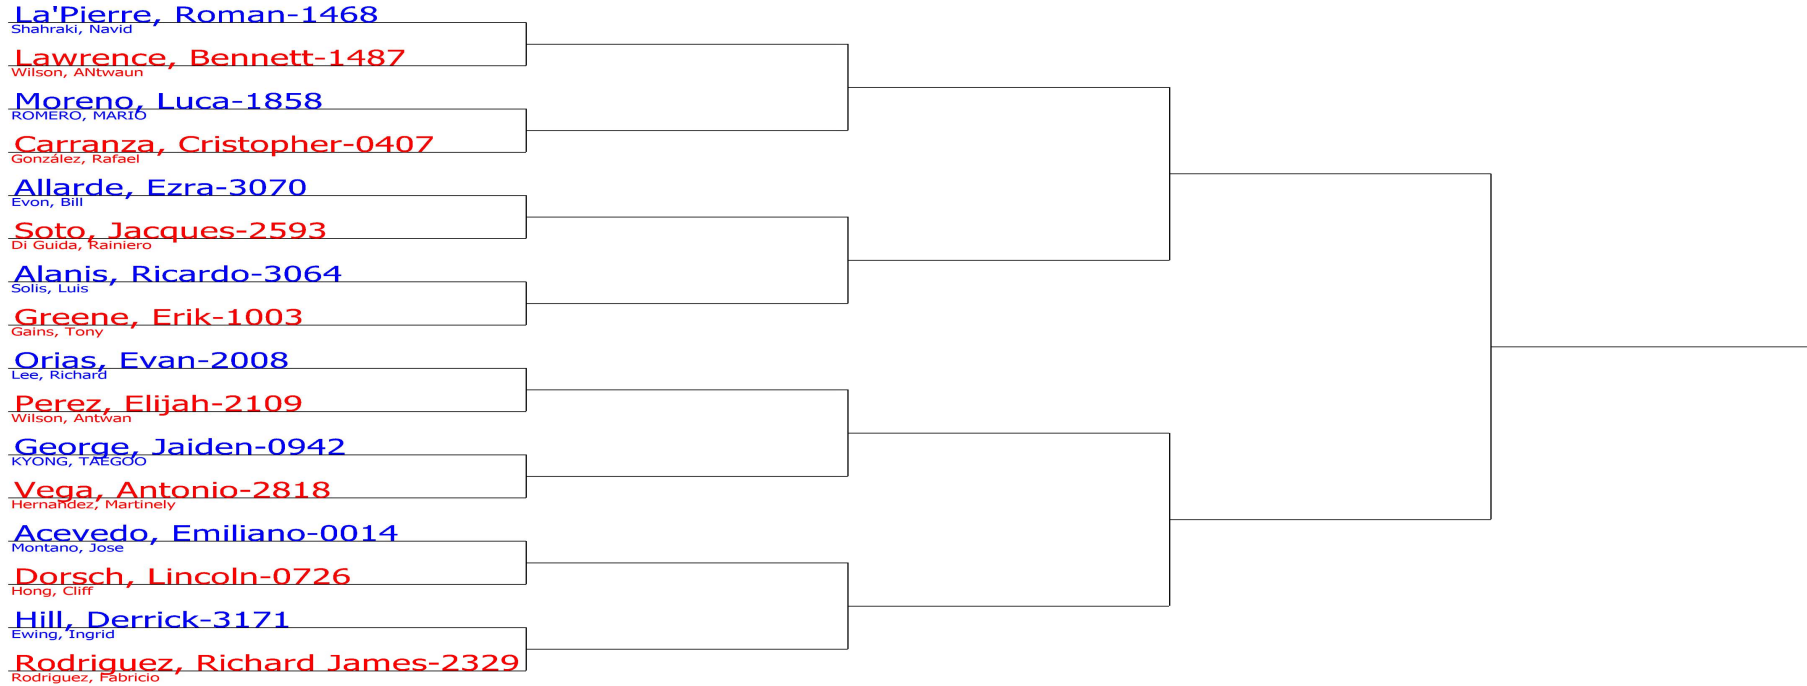 La'Pierre, Roman-1468
Shahraki, Navid
Lawrence, Bennett-1487
Wilson, ANtwaun
Moreno, Luca-1858
ROMERO, MARIO
Carranza, Cristopher-0407
González, Rafael
Allarde, Ezra-3070
Evon, Bill
Soto, Jacques-2593
Di Guida, Rainiero
Alanis, Ricardo-3064
Solis, Luis
Greene, Erik-1003
Gains, Tony
Orias, Evan-2008
Lee, Richard
Perez, Elijah-2109
Wilson, Antwan
George, Jaiden-0942
KYONG, TAEGOO
Vega, Antonio-2818
Hernandez, Martinely
Acevedo, Emiliano-0014
Montano, Jose
Dorsch, Lincoln-0726
Hong, Cliff
Hill, Derrick-3171
Ewing, Ingrid
Rodriguez, Richard James-2329
Rodriguez, Fabricio